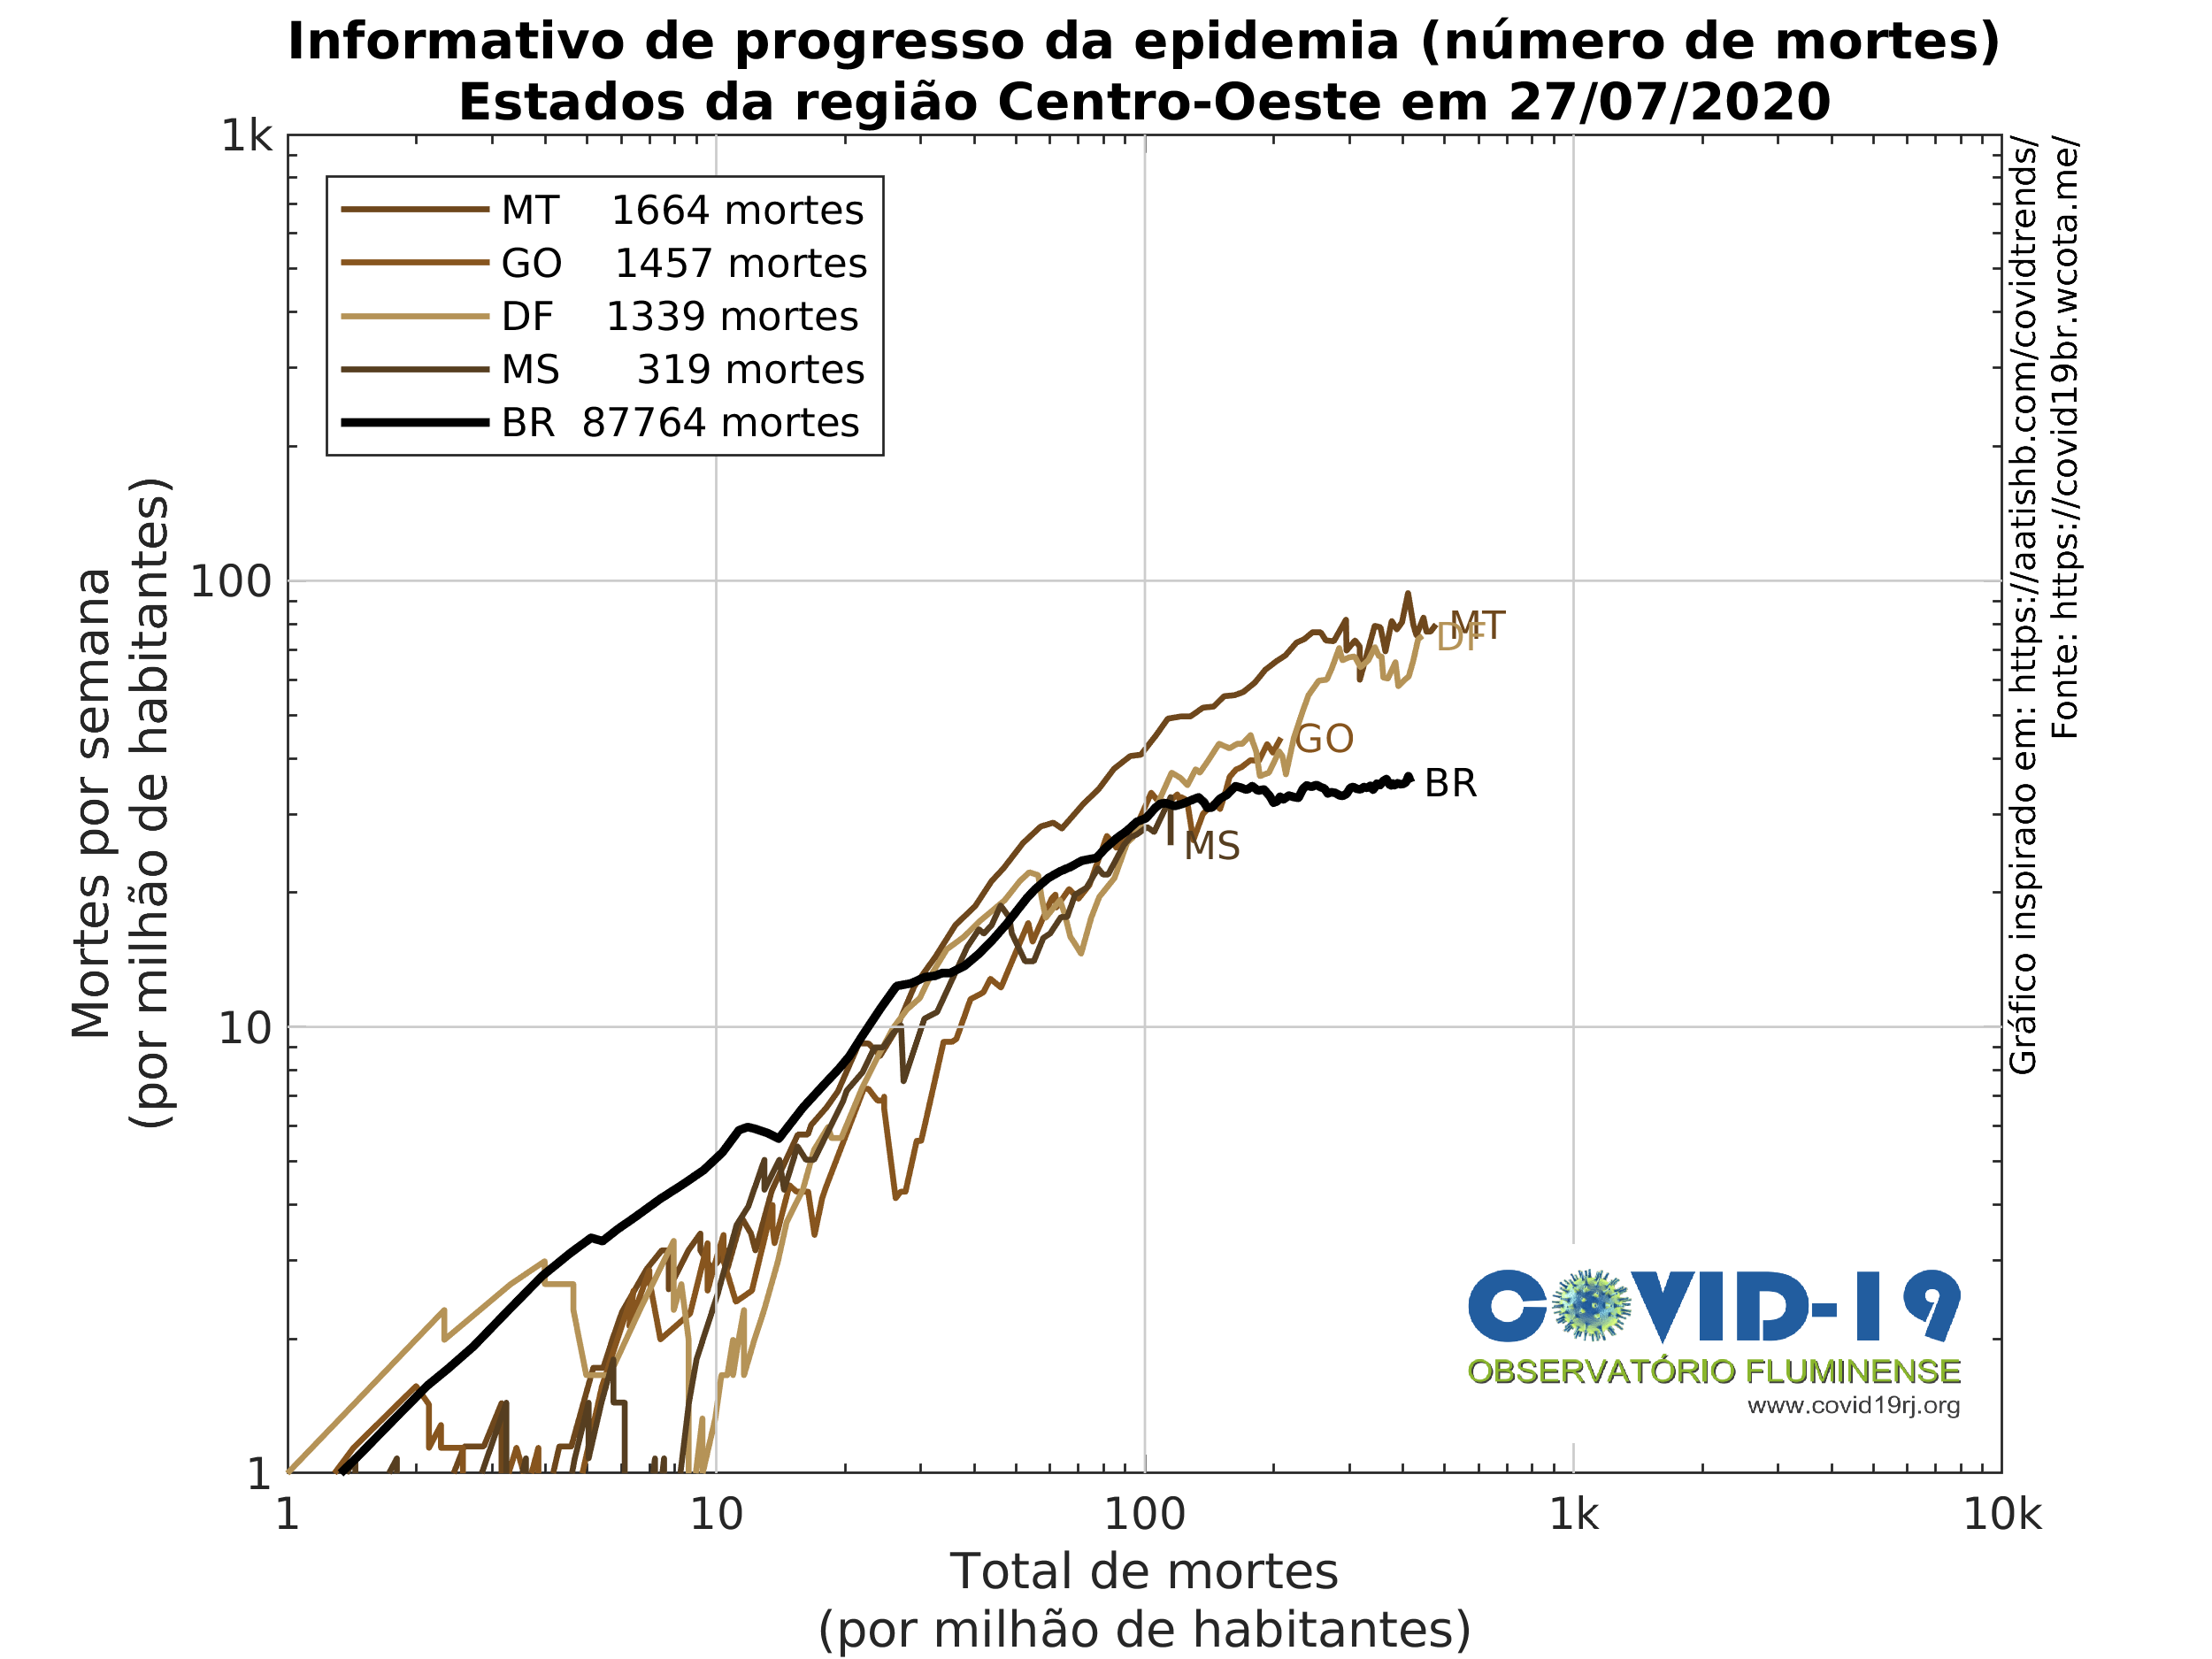 Informativo de progresso da epidemia (número de mortes)
Estados da região Centro-Oeste em 27/07/2020
1k
100
10
1
MT 1664 mortes
GO 1457 mortes
DF 1339 mortes
MS 319 mortes
BR 87764 mortes
Mortes por semana
(por milhão de habitantes)
MT
DF
GO
BR
MS
Gráfico inspirado em: https://aatishb.com/covidtrends/
Fonte: https://covid19br.wcota.me/
COVID-19
OBSERVATÓRIO FLUMINENSE
www.covid19rj.org
1
10
100
1k
10k
Total de mortes
(por milhão de habitantes)